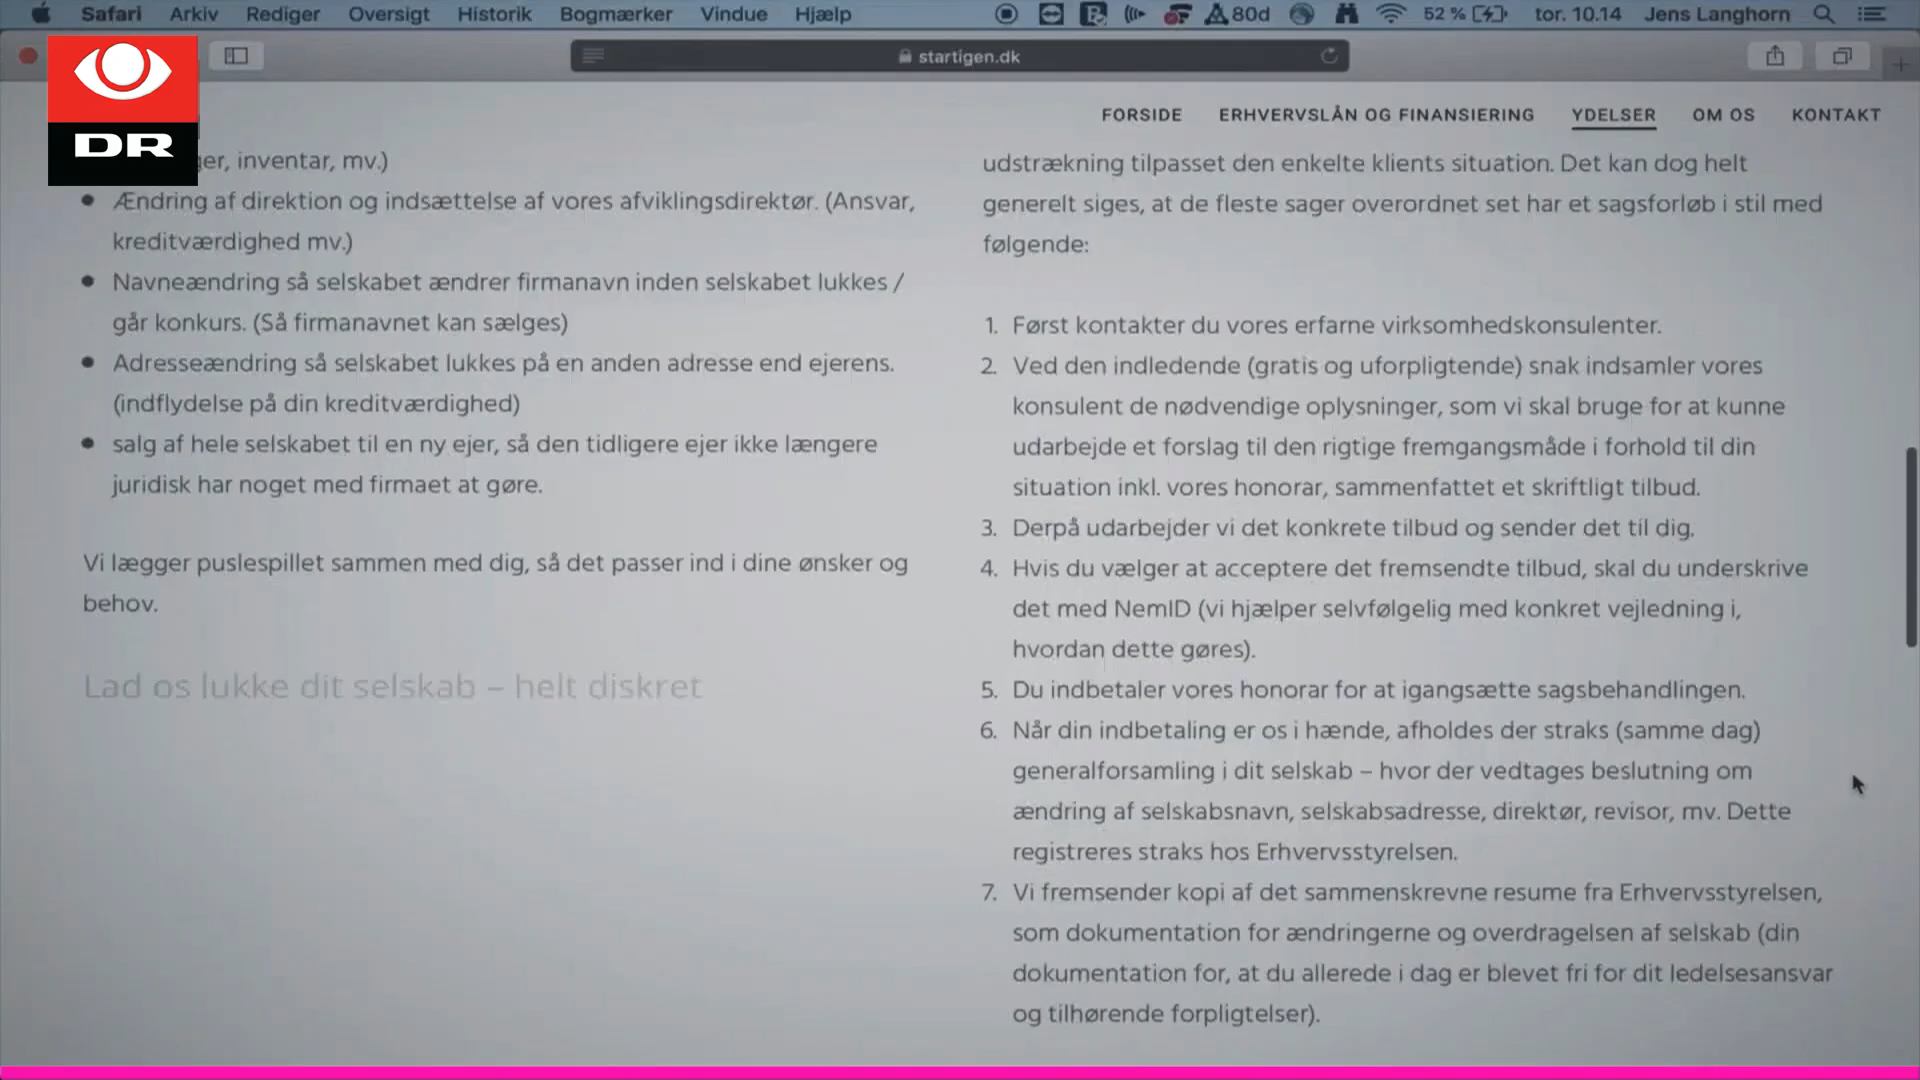 Safari Arkiv Rediger Oversigt Historik Bogmærker Vindue Hjælp 80d 52 % tor. 10.14 Jens Langhorn
startigen.dk
DR
FORSIDE ERHVERVSLÅN OG FINANSIERING YDELSER OM OS KONTAKT
ger, inventar, mv.)
Ændring af direktion og indsættelse af vores afviklingsdirektør. (Ansvar,
kreditværdighed mv.)
Navneændring så selskabet ændrer firmanavn inden selskabet lukkes /
går konkurs. (Så firmanavnet kan sælges)
Adresseændring så selskabet lukkes på en anden adresse end ejerens.
(indflydelse på din kreditværdighed)
salg af hele selskabet til en ny ejer, så den tidligere ejer ikke længere
juridisk har noget med firmaet at gøre.
Vi lægger puslespillet sammen med dig, så det passer ind i dine ønsker og
behov.
Lad os lukke dit selskab – helt diskret
udstrækning tilpasset den enkelte klients situation. Det kan dog helt
generelt siges, at de fleste sager overordnet set har et sagsforløb i stil med
følgende:
1. Først kontakter du vores erfarne virksomhedskonsulenter.
2. Ved den indledende (gratis og uforpligtende) snak indsamler vores
konsulent de nødvendige oplysninger, som vi skal bruge for at kunne
udarbejde et forslag til den rigtige fremgangsmåde i forhold til din
situation inkl. vores honorar, sammenfattet et skriftligt tilbud.
3. Derpå udarbejder vi det konkrete tilbud og sender det til dig.
4. Hvis du vælger at acceptere det fremsendte tilbud, skal du underskrive
det med NemID (vi hjælper selvfølgelig med konkret vejledning i,
hvordan dette gøres).
5. Du indbetaler vores honorar for at igangsætte sagsbehandlingen.
6. Når din indbetaling er os i hænde, afholdes der straks (samme dag)
generalforsamling i dit selskab – hvor der vedtages beslutning om
ændring af selskabsnavn, selskabsadresse, direktør, revisor, mv. Dette
registreres straks hos Erhvervsstyrelsen.
7. Vi fremsender kopi af det sammenskrevne resume fra Erhvervsstyrelsen,
som dokumentation for ændringerne og overdragelsen af selskab (din
dokumentation for, at du allerede i dag er blevet fri for dit ledelsesansvar
og tilhørende forpligtelser).